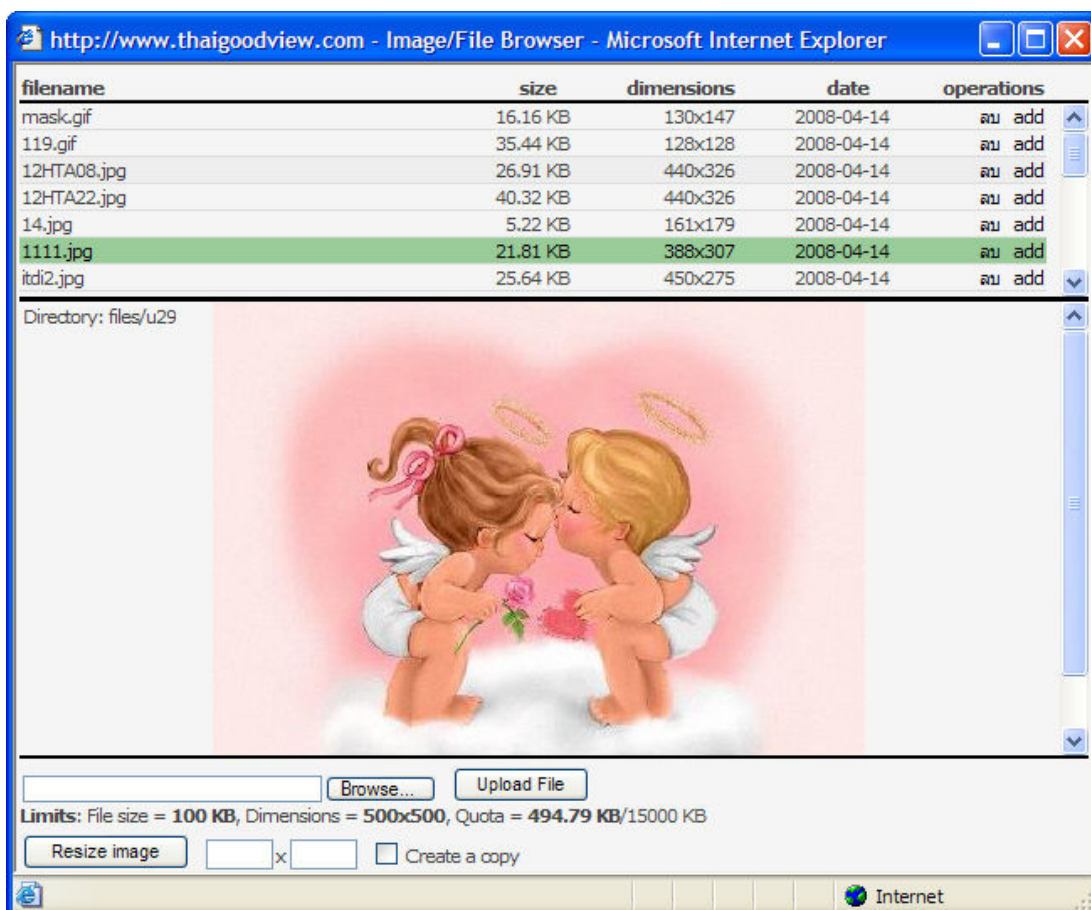 http://www.thaigoodview.com - Image/File Browser - Microsoft Internet Explorer
filename size dimensions date operations
mask.gif 16.16 KB 130x147 2008-04-14 ลบ add
119.gif 35.44 KB 128x128 2008-04-14 ลบ add
12HTA08.jpg 26.91 KB 440x326 2008-04-14 ลบ add
12HTA22.jpg 40.32 KB 440x326 2008-04-14 ลบ add
14.jpg 5.22 KB 161x179 2008-04-14 ลบ add
1111.jpg 21.81 KB 388x307 2008-04-14 ลบ add
itdi2.jpg 25.64 KB 450x275 2008-04-14 ลบ add
Directory: files/u29
Browse... Upload File
Limits: File size = 100 KB, Dimensions = 500x500, Quota = 494.79 KB/15000 KB
Resize image x Create a copy
Internet